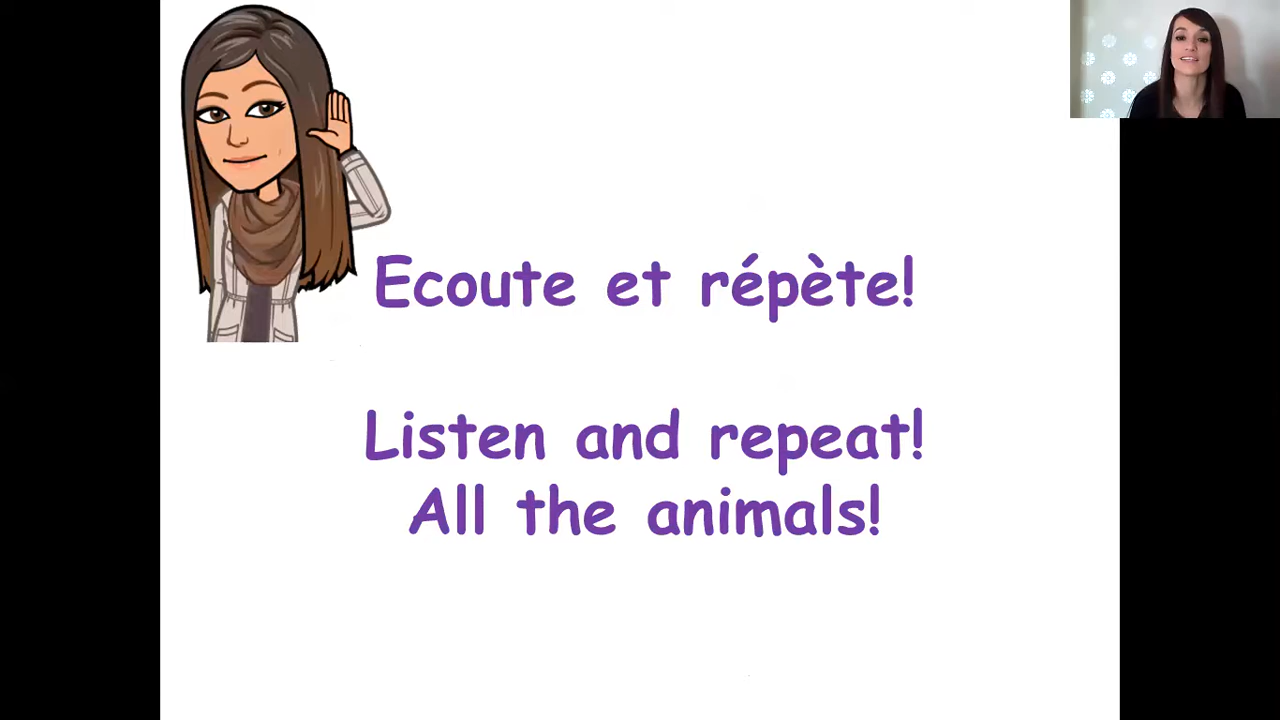 Ecoute et répète!
Listen and repeat!
All the animals!